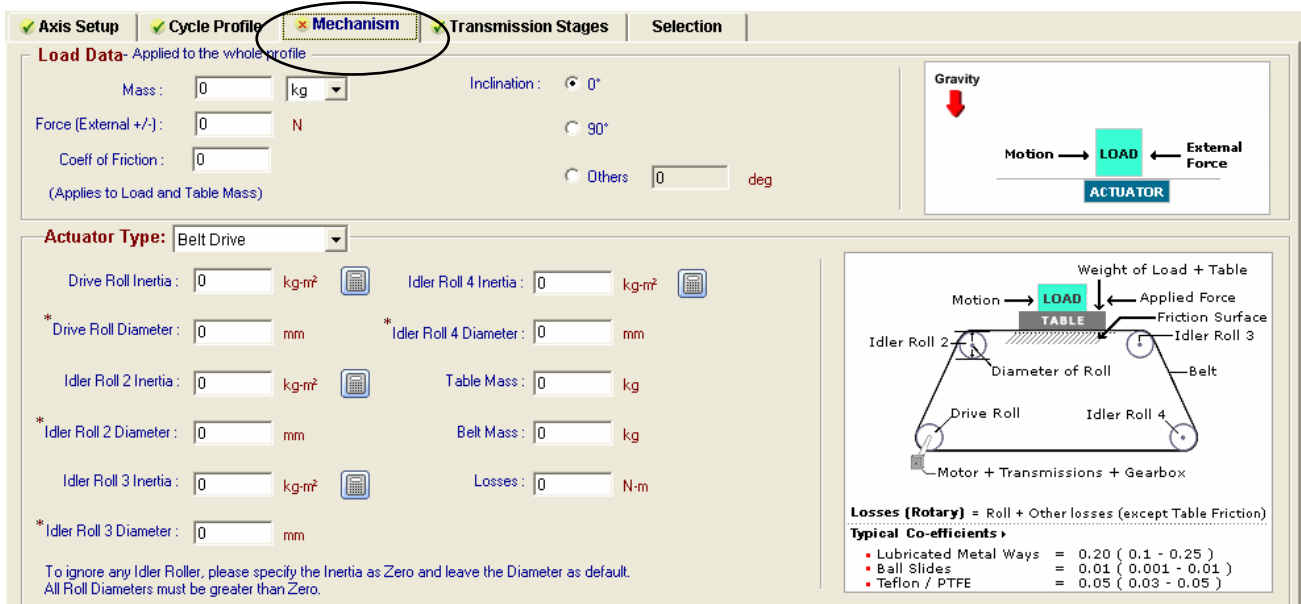 Axis Setup Cycle Profile Mechanism Transmission Stages Selection
Load Data- Applied to the whole profile
Mass : 0 kg
Force (External +/-) : 0 N
Coeff of Friction : 0
(Applies to Load and Table Mass)
Inclination : 0°
90°
Others 0 deg
Gravity
Motion LOAD External
Force
ACTUATOR
Actuator Type: Belt Drive
Drive Roll Inertia : 0 kg-m²
*Drive Roll Diameter : 0 mm
Idler Roll 2 Inertia : 0 kg-m²
*Idler Roll 2 Diameter : 0 mm
Idler Roll 3 Inertia : 0 kg-m²
*Idler Roll 3 Diameter : 0 mm
Idler Roll 4 Inertia : 0 kg-m²
*Idler Roll 4 Diameter : 0 mm
Table Mass : 0 kg
Belt Mass : 0 kg
Losses : 0 N-m
To ignore any Idler Roller, please specify the Inertia as Zero and leave the Diameter as default.
All Roll Diameters must be greater than Zero.
Weight of Load + Table
Motion LOAD Applied Force
TABLE Friction Surface
Idler Roll 2 Idler Roll 3
Diameter of Roll Belt
Drive Roll Idler Roll 4
Motor + Transmissions + Gearbox
Losses (Rotary) = Roll + Other losses (except Table Friction)
Typical Co-efficients
Lubricated Metal Ways = 0.20 ( 0.1 - 0.25 )
Ball Slides = 0.01 ( 0.001 - 0.01 )
Teflon / PTFE = 0.05 ( 0.03 - 0.05 )